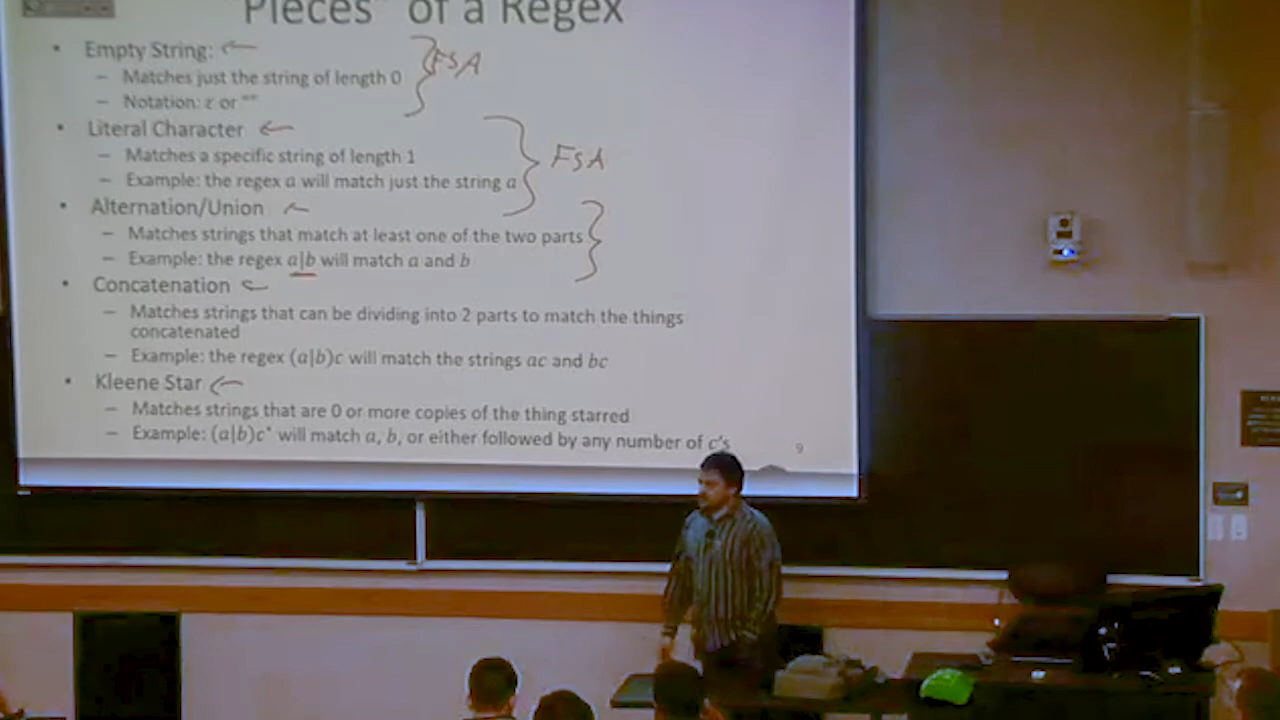 "Pieces" of a Regex
• Empty String:
– Matches just the string of length 0
– Notation: ε or ""
FSA
• Literal Character
– Matches a specific string of length 1
– Example: the regex a will match just the string a
FSA
• Alternation/Union
– Matches strings that match at least one of the two parts
– Example: the regex a|b will match a and b
• Concatenation
– Matches strings that can be dividing into 2 parts to match the things
concatenated
– Example: the regex (a|b)c will match the strings ac and bc
• Kleene Star
– Matches strings that are 0 or more copies of the thing starred
– Example: (a|b)c* will match a, b, or either followed by any number of c's
9